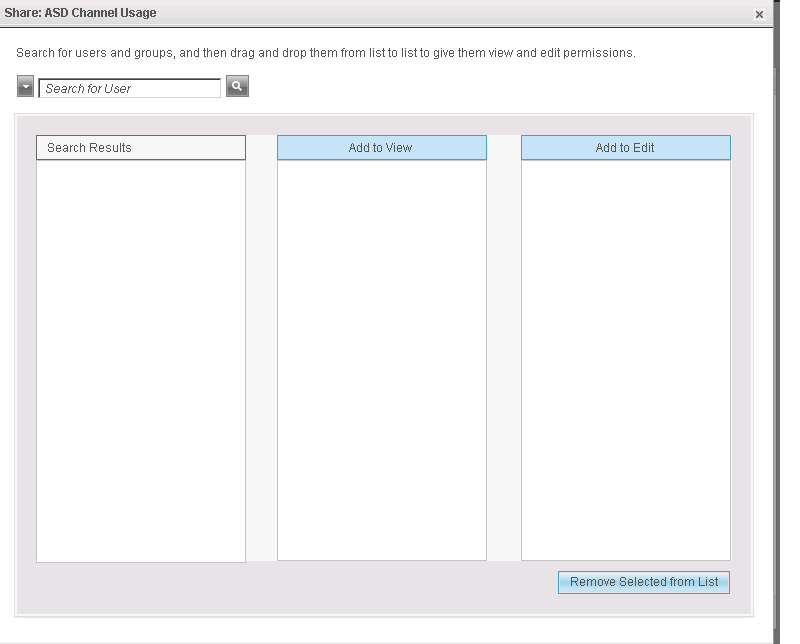 Share: ASD Channel Usage
Search for users and groups, and then drag and drop them from list to list to give them view and edit permissions.
Search for User
Search Results
Add to View
Add to Edit
Remove Selected from List